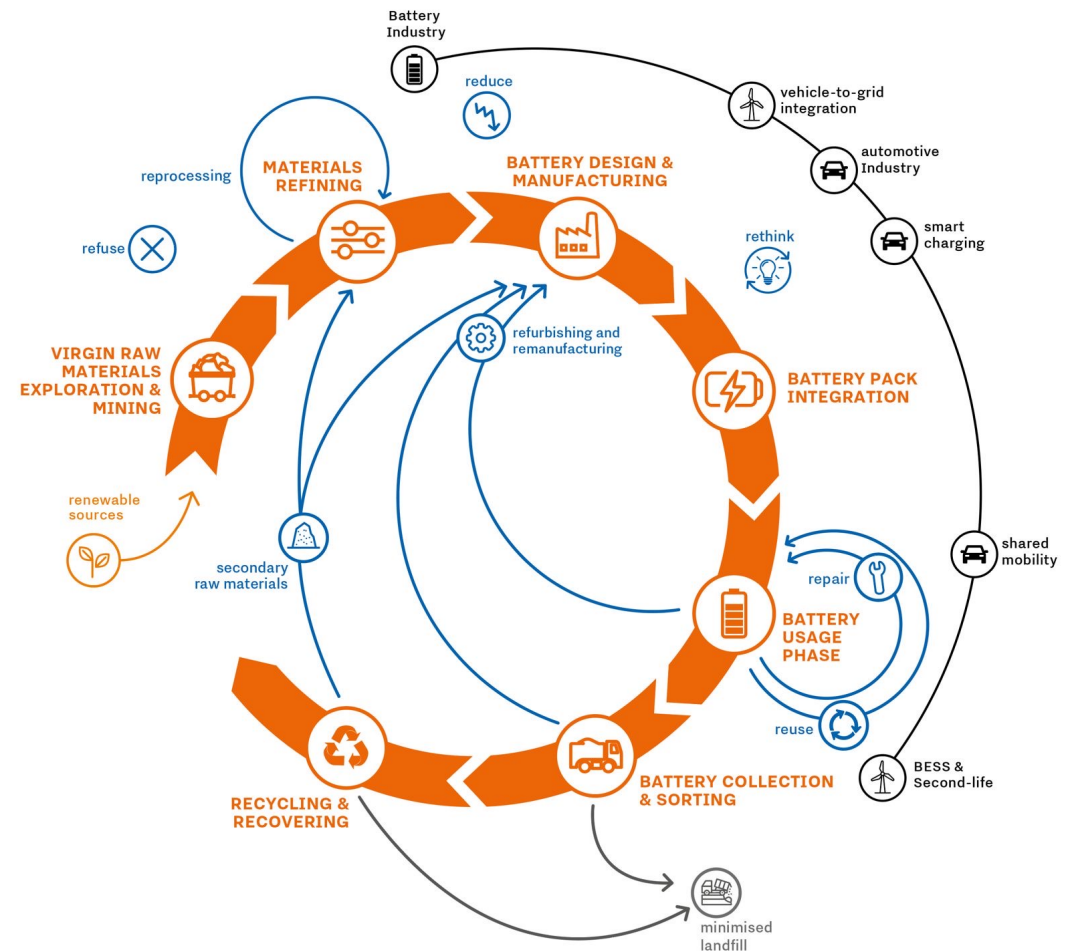 Battery
Industry
reduce
vehicle-to-grid
integration
automotive
Industry
smart
charging
shared
mobility
BESS &
Second-life
reprocessing
MATERIALS
REFINING
BATTERY DESIGN &
MANUFACTURING
refuse
rethink
refurbishing and
remanufacturing
VIRGIN RAW
MATERIALS
EXPLORATION &
MINING
BATTERY PACK
INTEGRATION
renewable
sources
secondary
raw materials
repair
BATTERY
USAGE
PHASE
reuse
BATTERY COLLECTION
& SORTING
RECYCLING &
RECOVERING
minimised
landfill